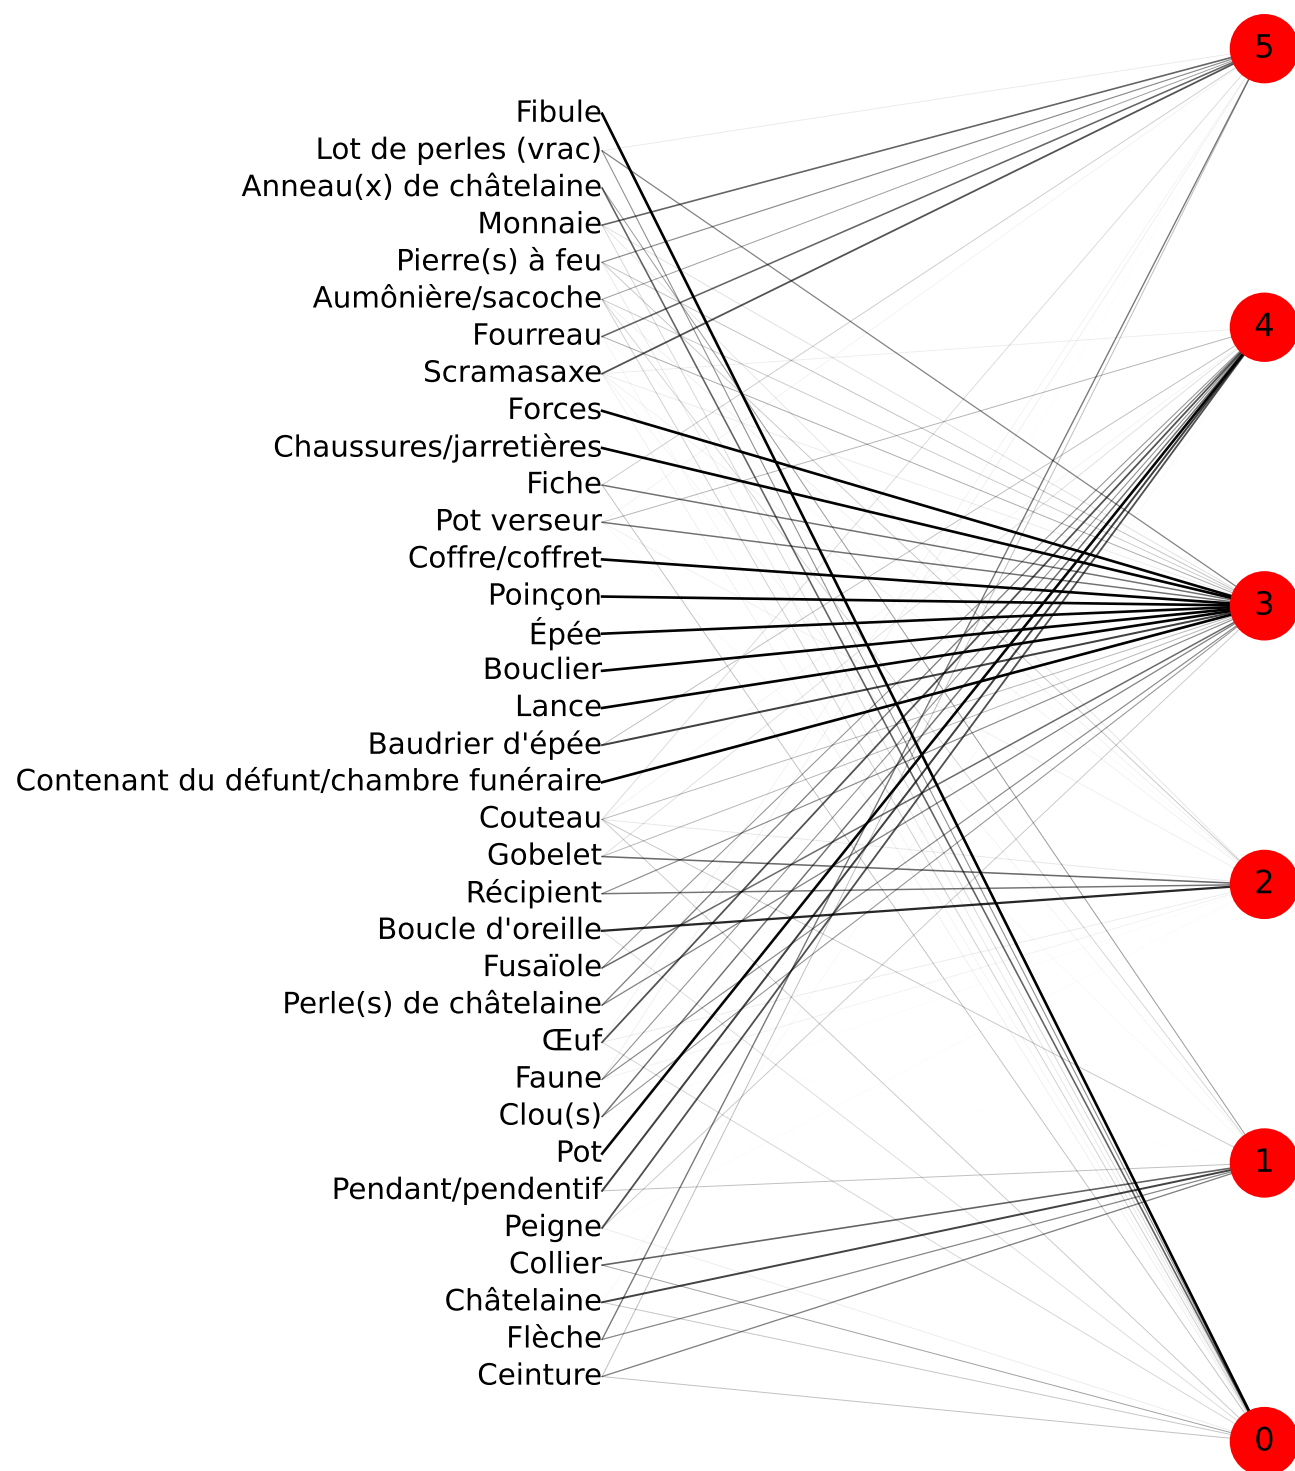 5
Fibule
Lot de perles (vrac)
Anneau(x) de châtelaine
Monnaie
Pierre(s) à feu
Aumônière/sacoche
4
Fourreau
Scramasaxe
Forces
Chaussures/jarretières
Fiche
Pot verseur
Coffre/coffret
Poinçon
3
Épée
Bouclier
Lance
Baudrier d'épée
Contenant du défunt/chambre funéraire
Couteau
Gobelet
2
Récipient
Boucle d'oreille
Fusaïole
Perle(s) de châtelaine
Œuf
Faune
Clou(s)
Pot
1
Pendant/pendentif
Peigne
Collier
Châtelaine
Flèche
Ceinture
0